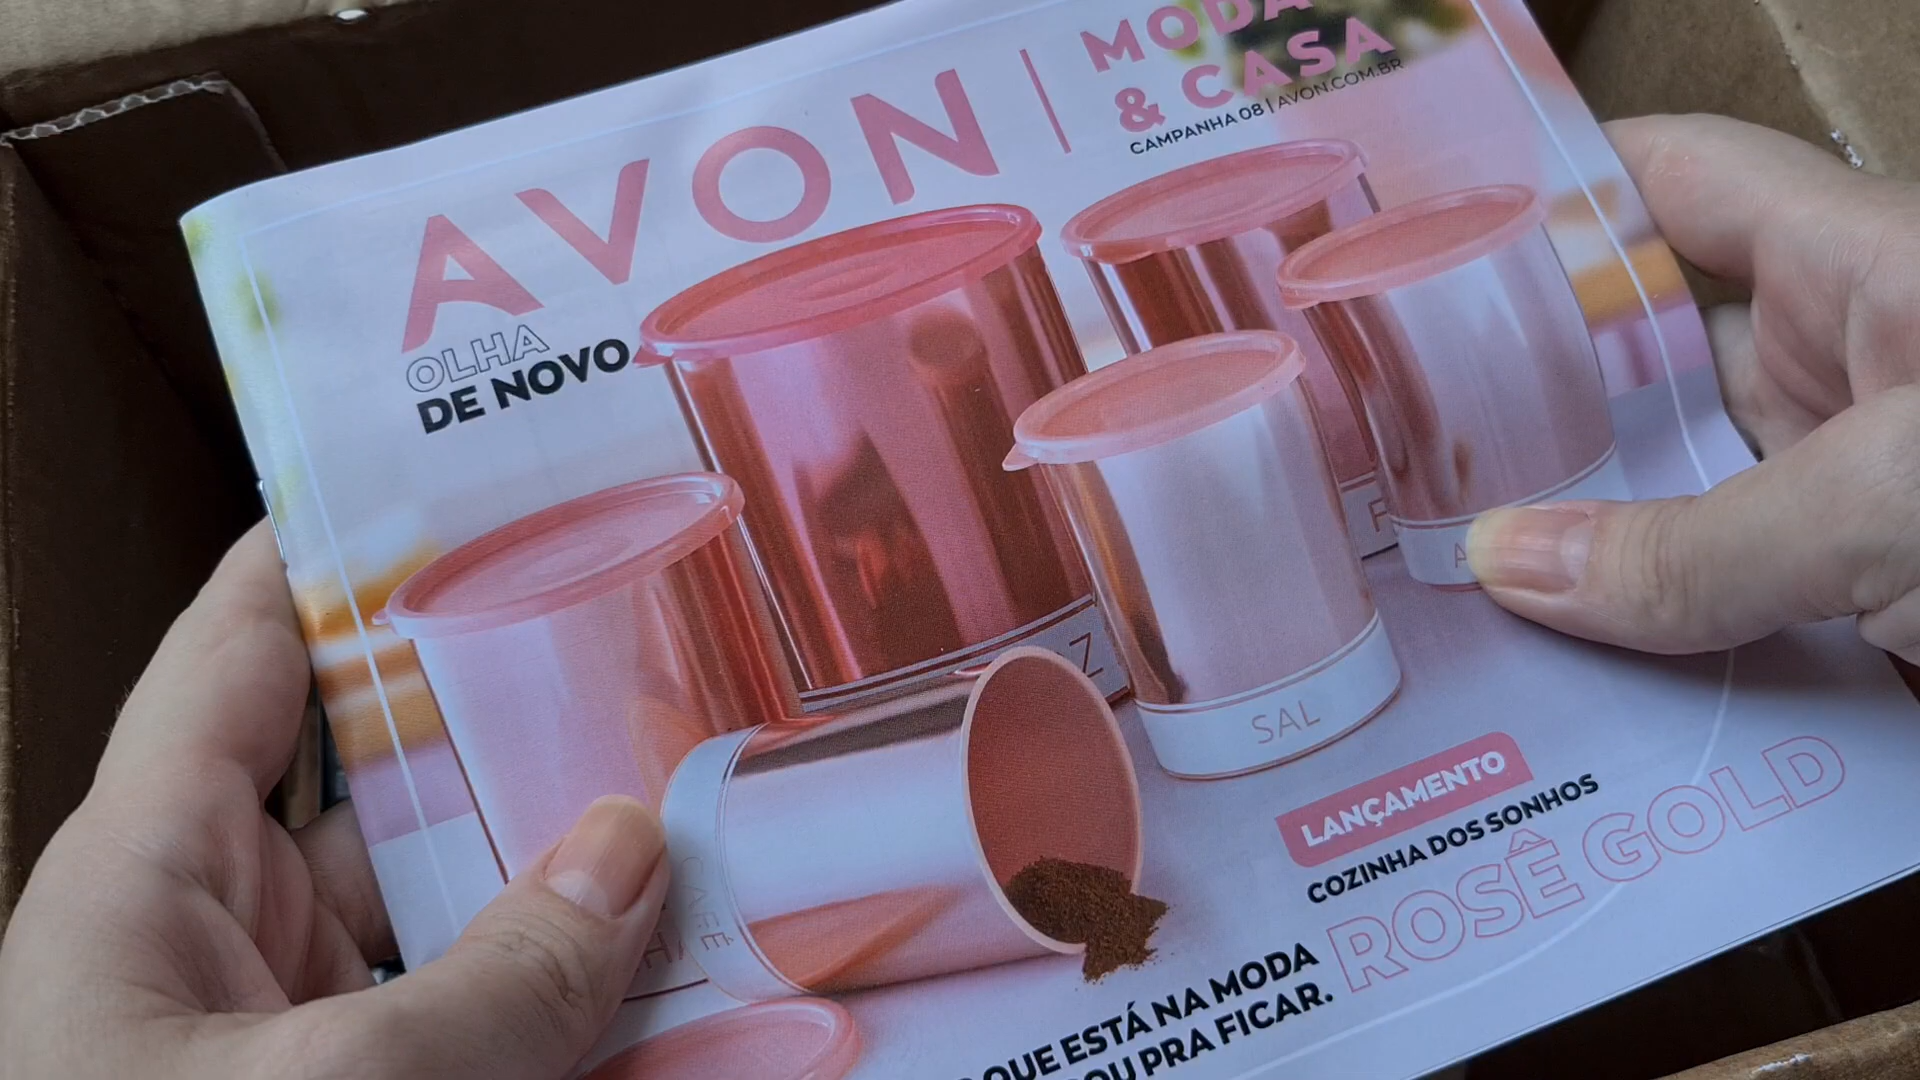 AVON
MODA
& CASA
CAMPANHA 08 | AVON.COM.BR
OLHA
DE NOVO
SAL
CAFÉ
LANÇAMENTO
COZINHA DOS SONHOS
ROSÊ GOLD
QUE ESTÁ NA MODA
PRA FICAR.